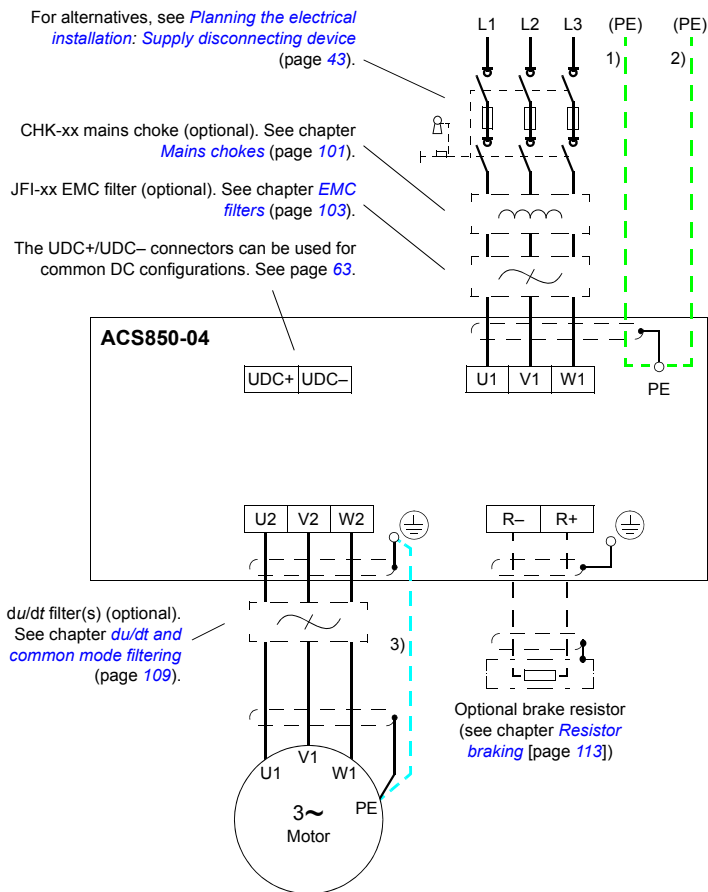 For alternatives, see Planning the electrical
installation: Supply disconnecting device
(page 43).
L1 L2 L3 (PE) (PE)
1) 2)
CHK-xx mains choke (optional). See chapter
Mains chokes (page 101).
JFI-xx EMC filter (optional). See chapter EMC
filters (page 103).
The UDC+/UDC– connectors can be used for
common DC configurations. See page 63.
ACS850-04
UDC+ UDC–
U1 V1 W1
PE
U2 V2 W2
R– R+
du/dt filter(s) (optional).
See chapter du/dt and
common mode filtering
(page 109).
3)
Optional brake resistor
(see chapter Resistor
braking [page 113])
U1 V1 W1
PE
3~
Motor